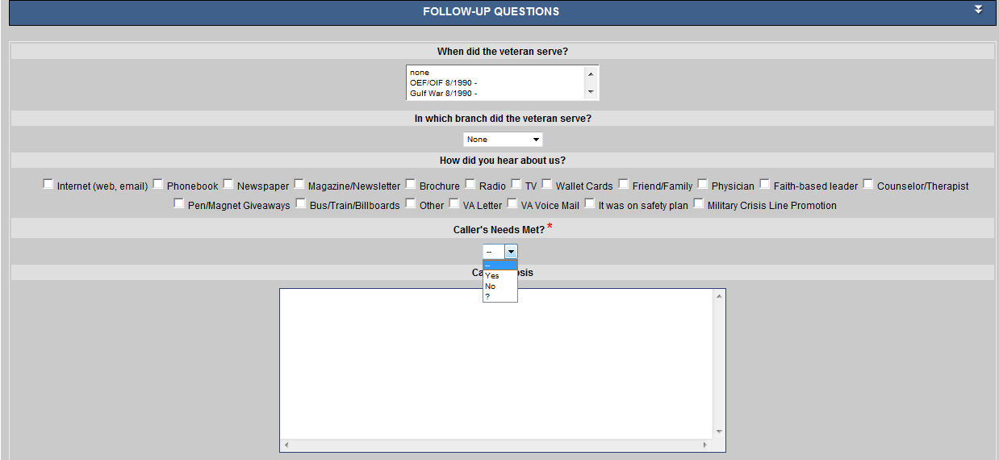 FOLLOW-UP QUESTIONS
When did the veteran serve?
none
OEF/OIF 8/1990 -
Gulf War 8/1990 -
In which branch did the veteran serve?
None
How did you hear about us?
Internet (web, email) Phonebook Newspaper Magazine/Newsletter Brochure Radio TV Wallet Cards Friend/Family Physician Faith-based leader Counselor/Therapist
Pen/Magnet Giveaways Bus/Train/Billboards Other VA Letter VA Voice Mail It was on safety plan Military Crisis Line Promotion
Caller's Needs Met? *
--
--
Yes
No
?